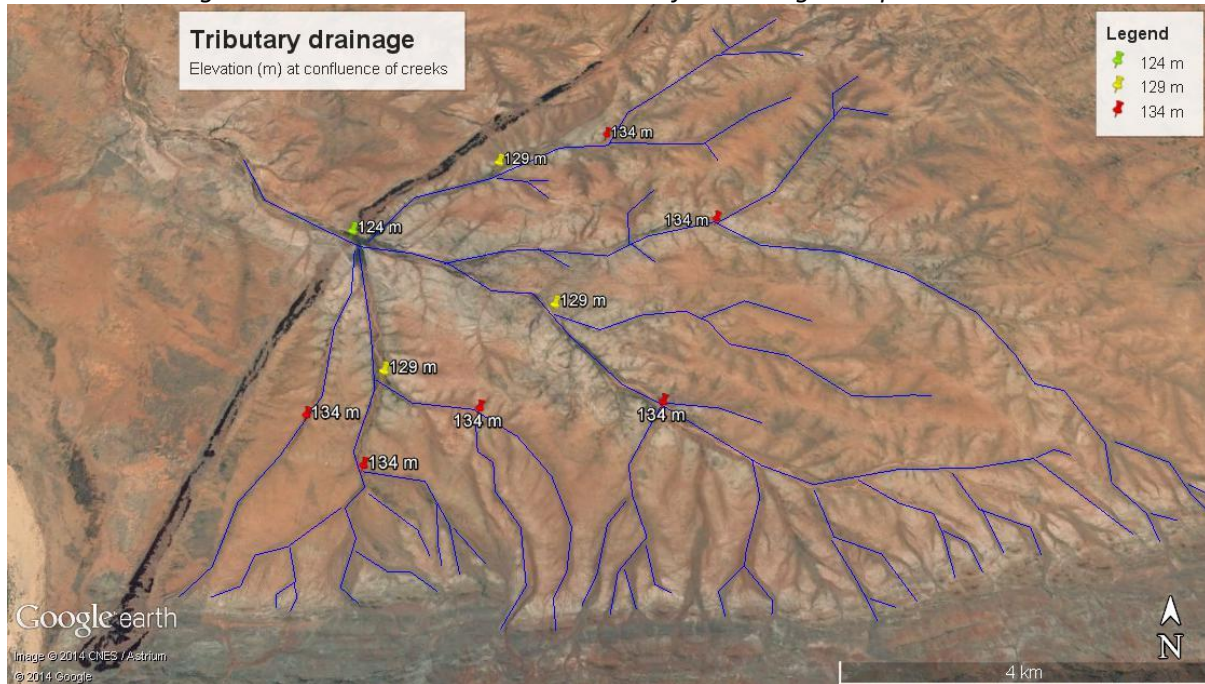 Tributary drainage
Elevation (m) at confluence of creeks
Legend
124 m
129 m
134 m
134 m
129 m
134 m
124 m
129 m
129 m
134 m
134 m
134 m
134 m
Google earth
Image © 2014 CNES / Astrium
© 2014 Google
N
4 km